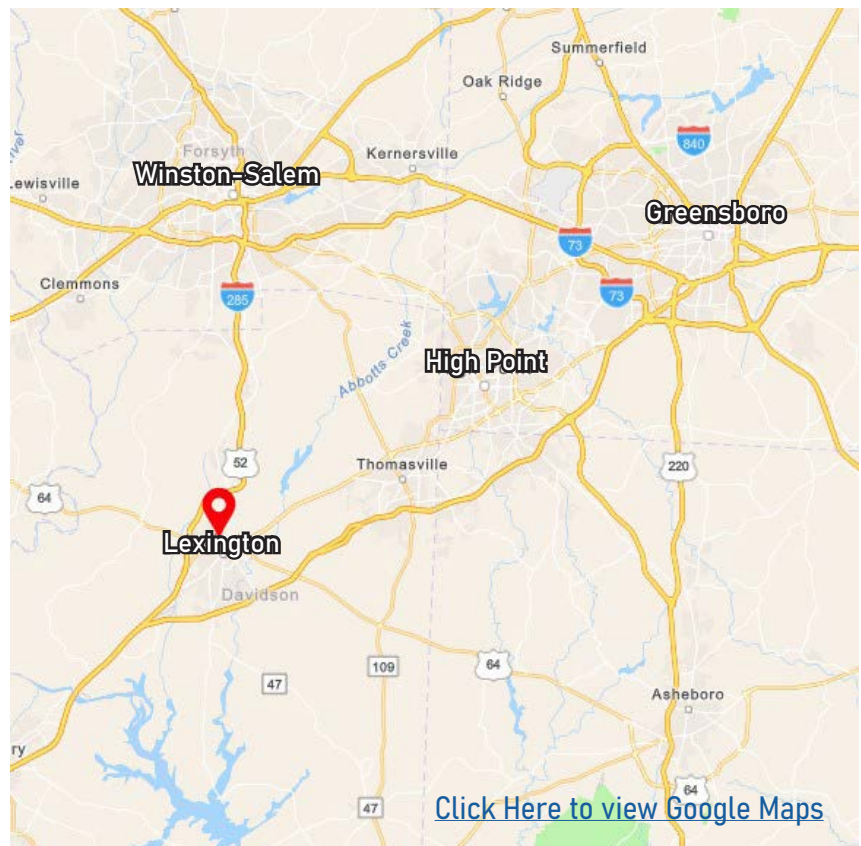 Summerfield
Oak Ridge
840
Forsyth
Kernersville
Winston-Salem
Lewisville
Greensboro
73
Clemmons
285
73
Abbotts Creek
High Point
52
Thomasville
220
64
Lexington
Davidson
109
64
47
Asheboro
ry
64
47
Click Here to view Google Maps